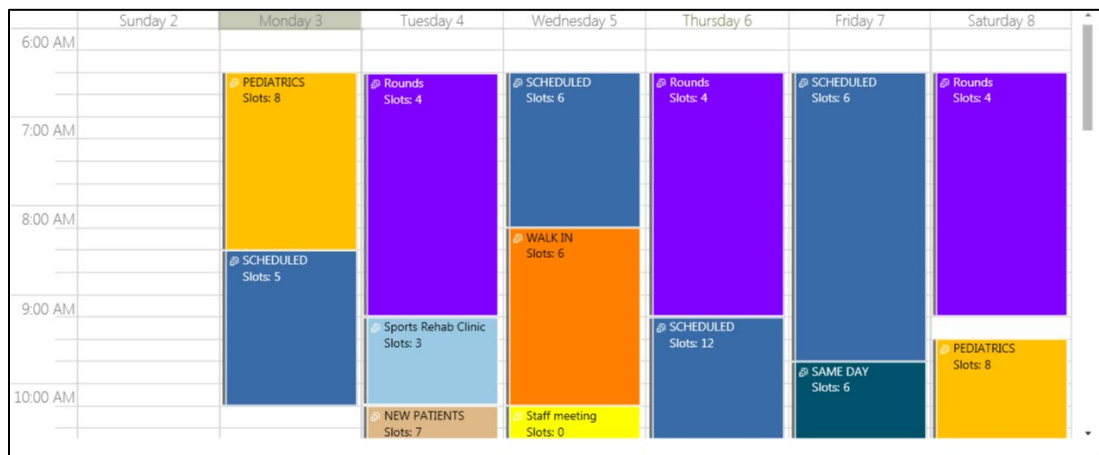 Sunday 2
Monday 3
Tuesday 4
Wednesday 5
Thursday 6
Friday 7
Saturday 8
6:00 AM
7:00 AM
8:00 AM
9:00 AM
10:00 AM
PEDIATRICS
Slots: 8
SCHEDULED
Slots: 5
Rounds
Slots: 4
Sports Rehab Clinic
Slots: 3
NEW PATIENTS
Slots: 7
SCHEDULED
Slots: 6
WALK IN
Slots: 6
Staff meeting
Slots: 0
Rounds
Slots: 4
SCHEDULED
Slots: 12
SCHEDULED
Slots: 6
SAME DAY
Slots: 6
Rounds
Slots: 4
PEDIATRICS
Slots: 8